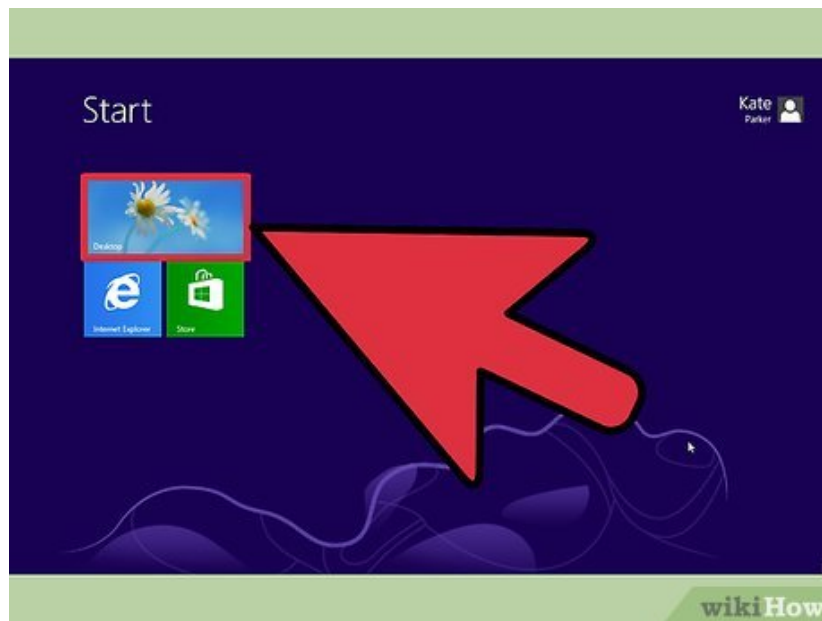 Start
Kate
Parker
Desktop
Internet Explorer
Store
wikiHow